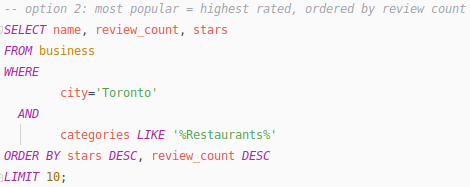 -- option 2: most popular = highest rated, ordered by review count
SELECT name, review_count, stars
FROM business
WHERE
city='Toronto'
AND
categories LIKE '%Restaurants%'
ORDER BY stars DESC, review_count DESC
LIMIT 10;